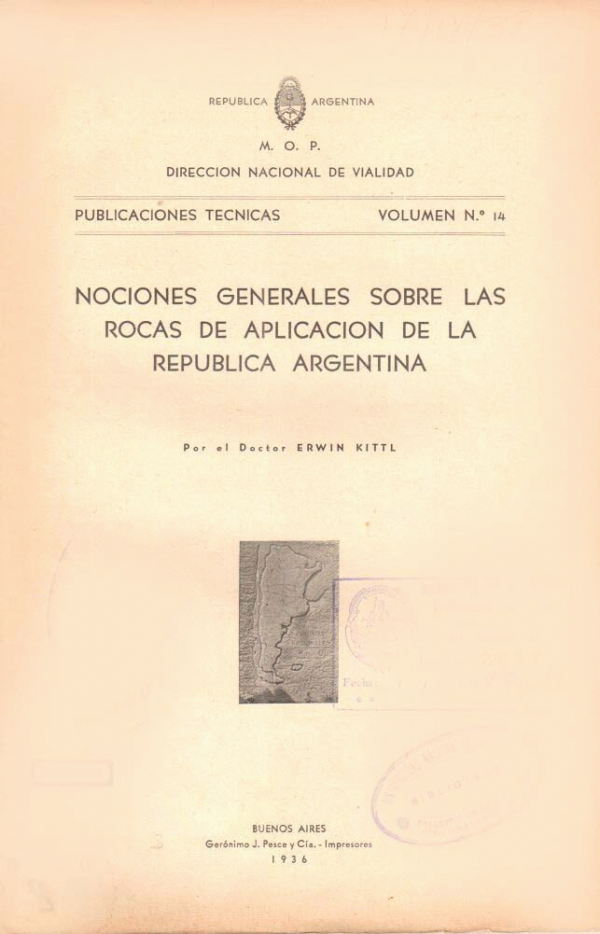 REPUBLICA ARGENTINA
M. O. P.
DIRECCION NACIONAL DE VIALIDAD
PUBLICACIONES TECNICAS VOLUMEN N.º 14
NOCIONES GENERALES SOBRE LAS
ROCAS DE APLICACION DE LA
REPUBLICA ARGENTINA
Por el Doctor ERWIN KITTL
BUENOS AIRES
Gerónimo J. Pesce y Cía. - Impresores
1936